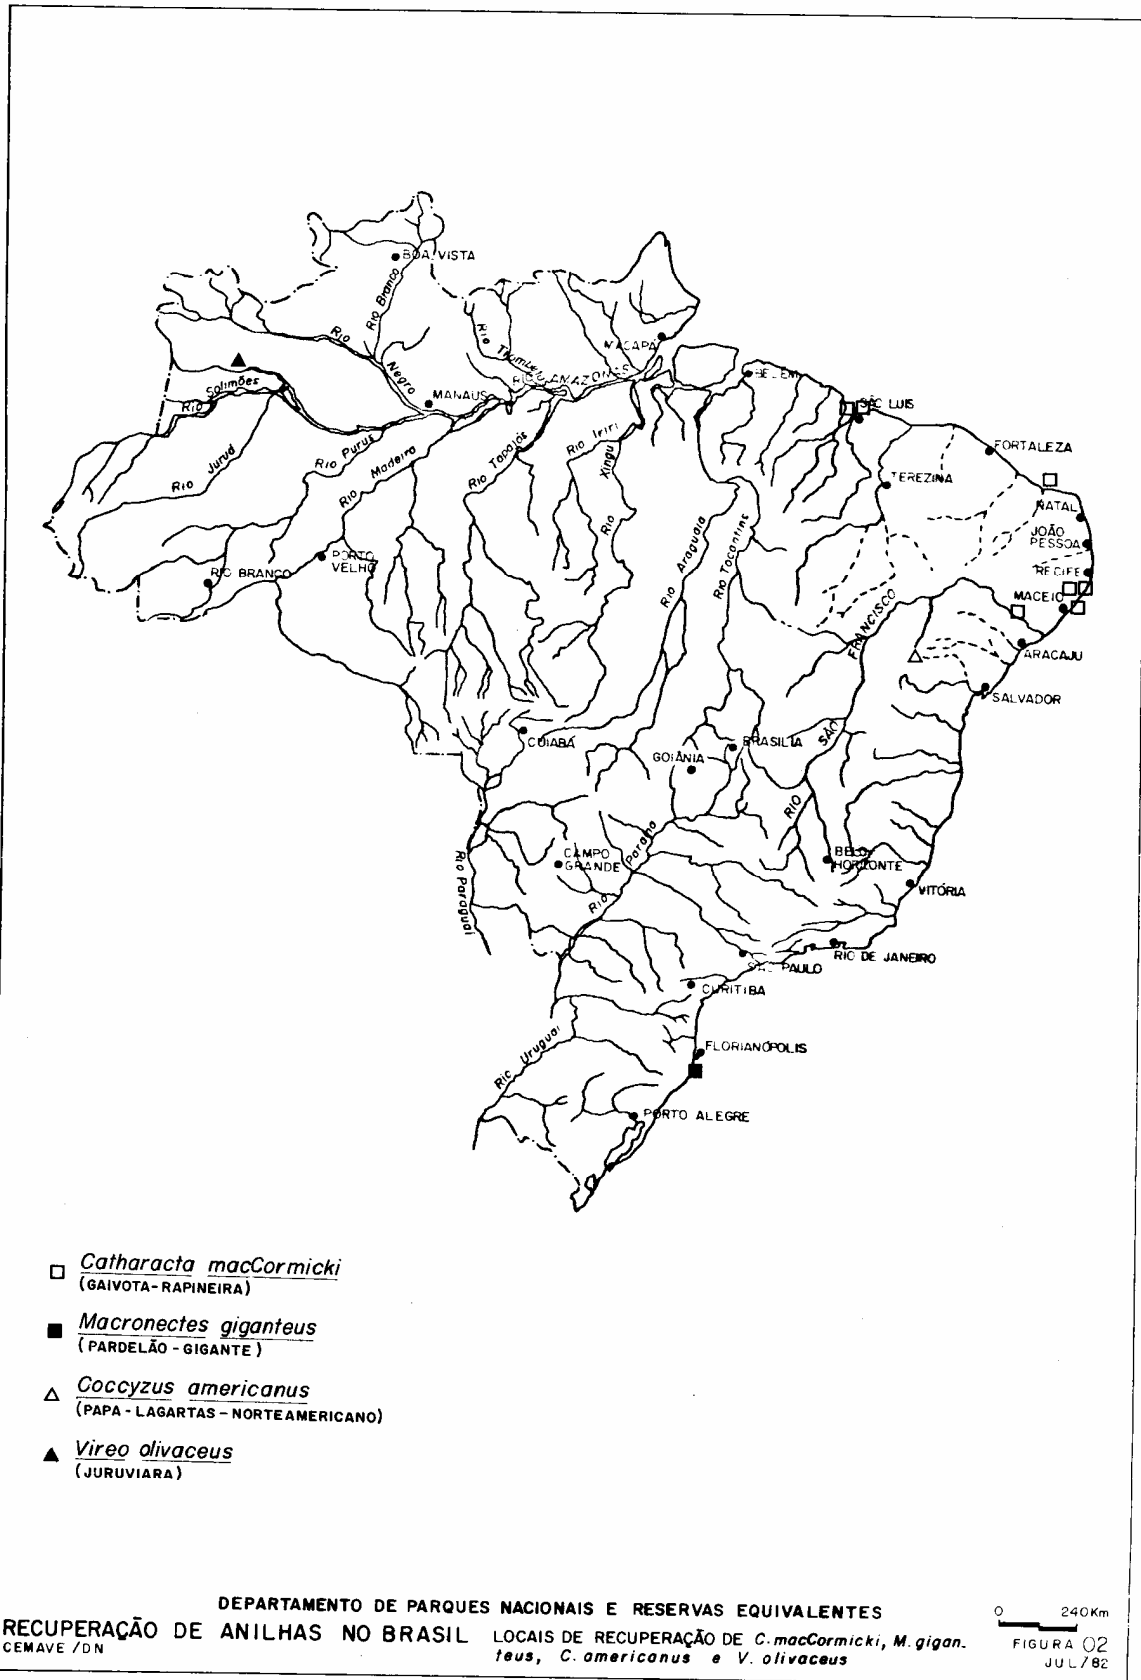 BOA VISTA
Rio Branco
Rio
Negro
Rio
Trombe
MACAPÁ
RIO AMAZONAS
BELÉM
SÃO LUIS
Solimões
Rio
MANAUS
FORTALEZA
Rio Juruá
Rio Purus
Rio Madeira
Rio Tapajós
Rio Iriri
Xingu
Rio
TEREZINA
NATAL
JOÃO
PESSOA
RECIFE
MACEIO
PORTO
VELHO
RIO BRANCO
Rio Araguaia
Rio Tocantins
FRANCISCO
ARACAJU
SALVADOR
CUIABÁ
BRASILIA
SÃO
GOIÂNIA
RIO
CAMPO
GRANDE
Rio Paraguai
Paraná
Rio
BELO
HORIZONTE
VITÓRIA
RIO DE JANEIRO
SÃO PAULO
CURITIBA
Rio Uruguai
FLORIANÓPOLIS
PORTO ALEGRE
Catharacta macCormicki
(GAIVOTA-RAPINEIRA)
Macronectes giganteus
(PARDELÃO-GIGANTE)
Coccyzus americanus
(PAPA-LAGARTAS-NORTEAMERICANO)
Vireo olivaceus
(JURUVIARA)
DEPARTAMENTO DE PARQUES NACIONAIS E RESERVAS EQUIVALENTES
RECUPERAÇÃO DE ANILHAS NO BRASIL
CEMAVE/DN
LOCAIS DE RECUPERAÇÃO DE C. macCormicki, M. gigan-
teus, C. americanus e V. olivaceus
0 240Km
FIGURA 02
JUL/82